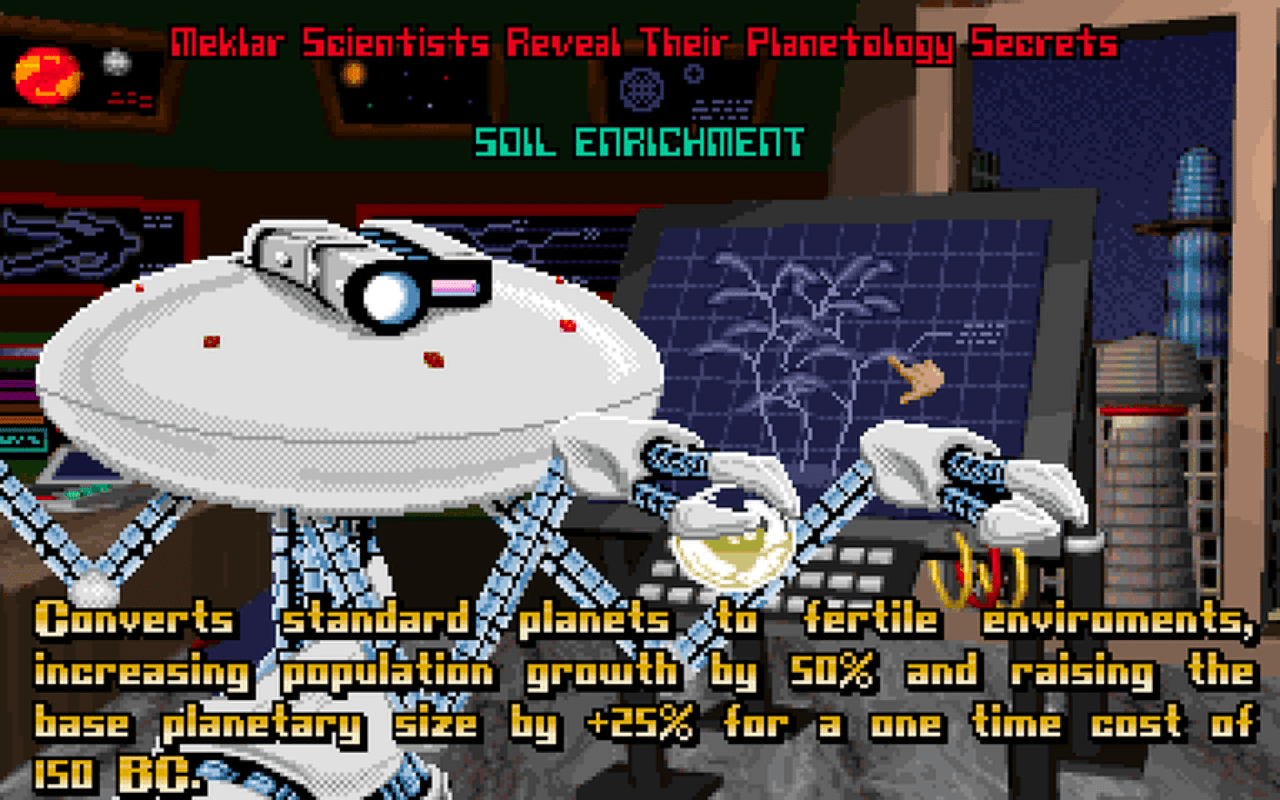 Meklar Scientists Reveal Their Planetology Secrets
SOIL ENRICHMENT
Converts standard planets to fertile enviroments,
increasing population growth by 50% and raising the
base planetary size by +25% for a one time cost of
150 BC.